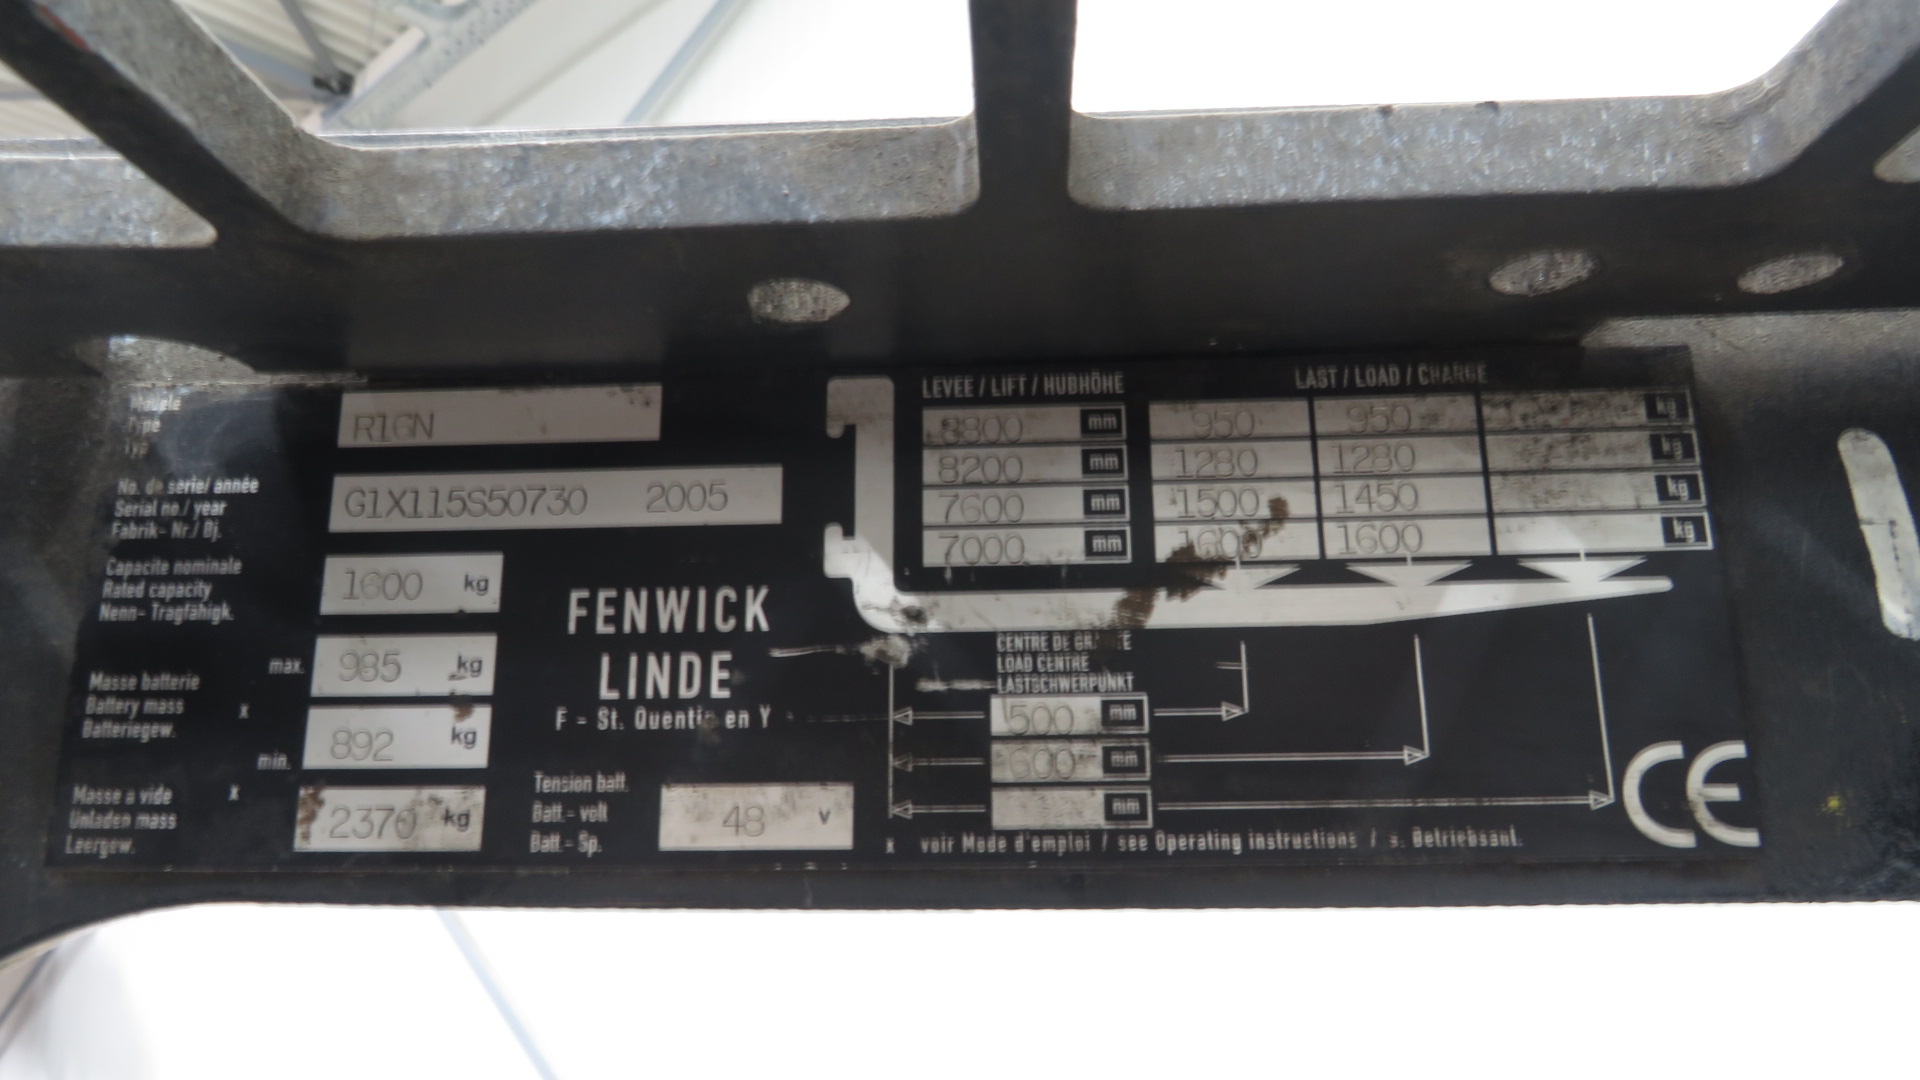 Modele
Type
Typ
R16N
No. de serie/ année
Serial no./ year
Fabrik- Nr./ Bj.
G1X115S50730 2005
Capacite nominale
Rated capacity
Nenn- Tragfähigk.
1600 kg
Masse batterie
Battery mass x
Batteriegew.
max. 985 kg
min. 892 kg
Masse a vide x
Unladen mass
Leergew.
2370 kg
FENWICK
LINDE
F - St. Quentin en Y
Tension batt.
Batt.- volt
Batt.- Sp.
48 v
LEVEE / LIFT / HUBHÖHE LAST / LOAD / CHARGE
8800 mm 950 950 kg
8200 mm 1280 1280 kg
7600 mm 1500 1450 kg
7000 mm 1600 1600 kg
CENTRE DE
LOAD CENTRE
LASTSCHWERPUNKT
500 mm
600 mm
mm
CE
x voir Mode d'emploi / see Operating instructions / s. Betriebsanl.